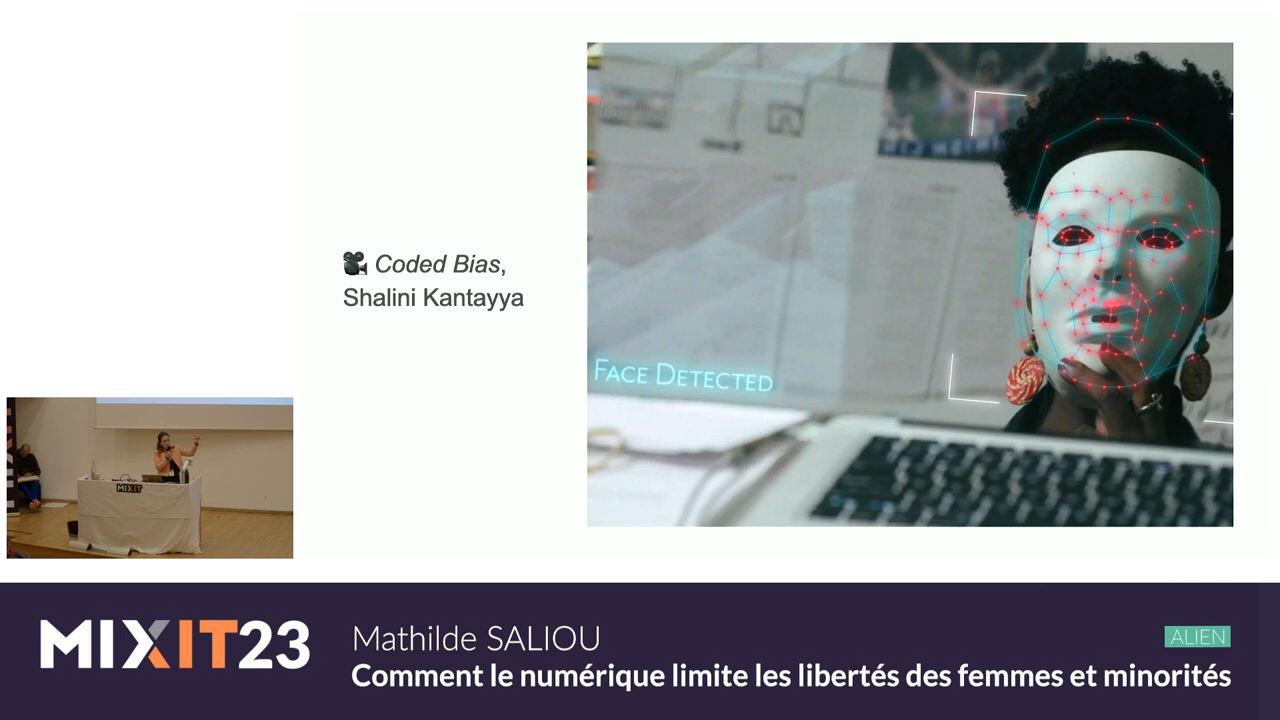 Coded Bias,
Shalini Kantayya
FACE DETECTED
MIXIT
MIXIT23
Mathilde SALIOU
ALIEN
Comment le numérique limite les libertés des femmes et minorités